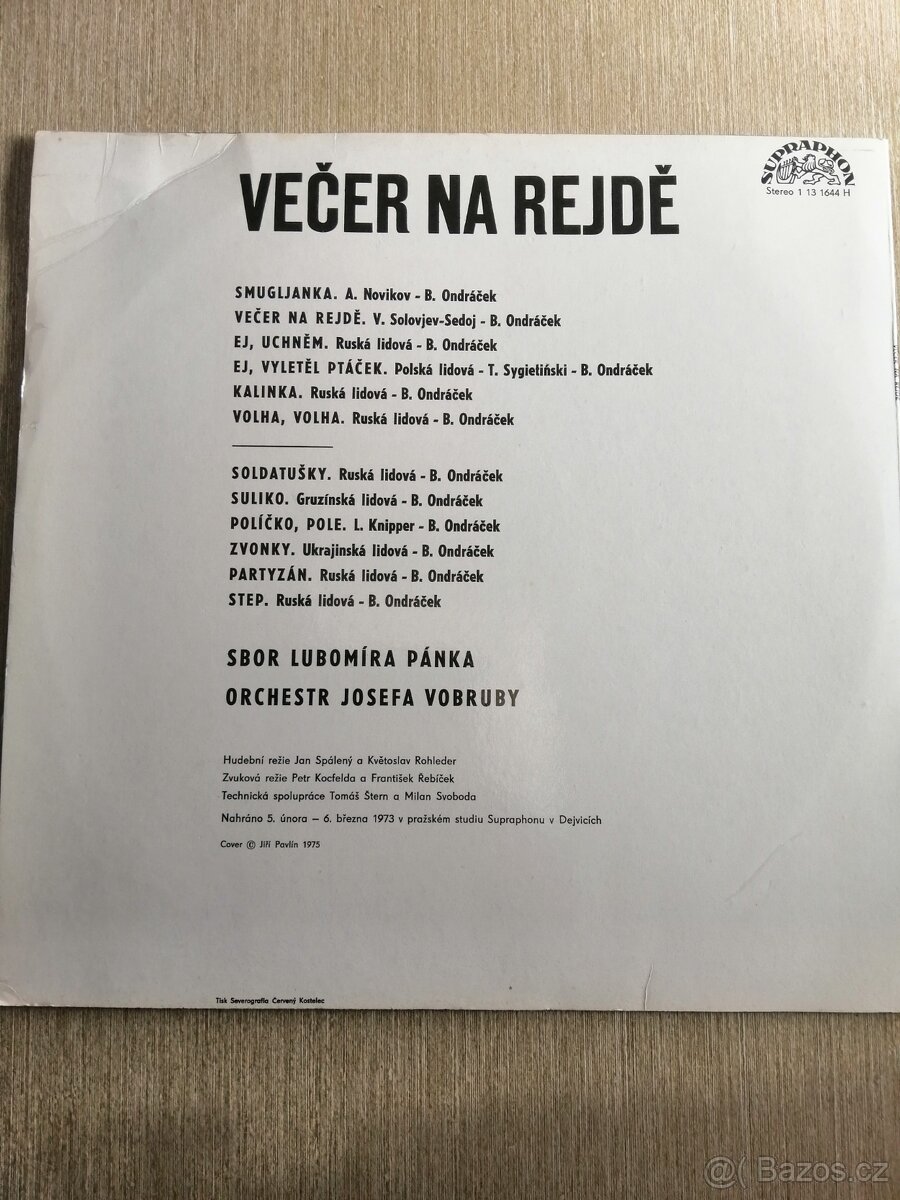 SUPRAPHON
Stereo 1 13 1644 H
VEČER NA REJDĚ
SMUGLJANKA. A. Novikov - B. Ondráček
VEČER NA REJDĚ. V. Solovjev-Sedoj - B. Ondráček
EJ, UCHNĚM. Ruská lidová - B. Ondráček
EJ, VYLETĚL PTÁČEK. Polská lidová - T. Sygietiński - B. Ondráček
KALINKA. Ruská lidová - B. Ondráček
VOLHA, VOLHA. Ruská lidová - B. Ondráček
SOLDATUŠKY. Ruská lidová - B. Ondráček
SULIKO. Gruzínská lidová - B. Ondráček
POLÍČKO, POLE. L. Knipper - B. Ondráček
ZVONKY. Ukrajinská lidová - B. Ondráček
PARTYZÁN. Ruská lidová - B. Ondráček
STEP. Ruská lidová - B. Ondráček
SBOR LUBOMÍRA PÁNKA
ORCHESTR JOSEFA VOBRUBY
Hudební režie Jan Spálený a Květoslav Rohleder
Zvuková režie Petr Kocfelda a František Řebíček
Technická spolupráce Tomáš Štern a Milan Svoboda
Nahráno 5. února – 6. března 1973 v pražském studiu Supraphonu v Dejvicích
Cover © Jiří Pavlín 1975
Tisk Severografia Červený Kostelec
@( Bazos.cz